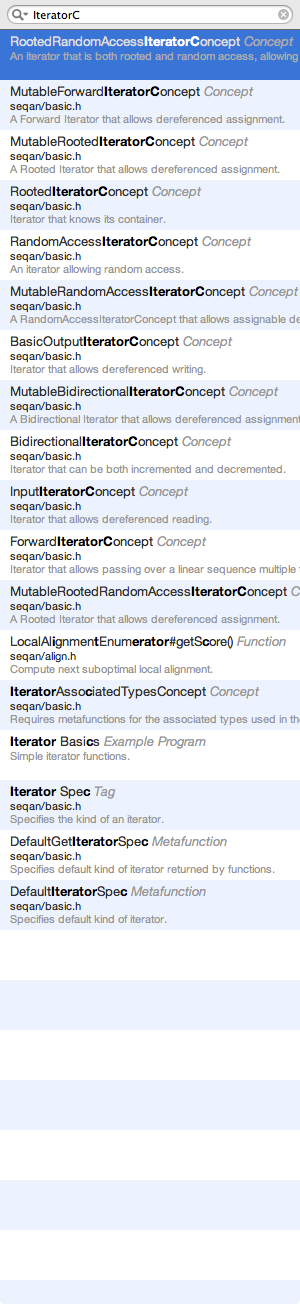 IteratorC
RootedRandomAccessIteratorConcept Concept
An iterator that is both rooted and random access, allowing
MutableForwardIteratorConcept Concept
seqan/basic.h
A Forward Iterator that allows dereferenced assignment.
MutableRootedIteratorConcept Concept
seqan/basic.h
A Rooted Iterator that allows dereferenced assignment.
RootedIteratorConcept Concept
seqan/basic.h
Iterator that knows its container.
RandomAccessIteratorConcept Concept
seqan/basic.h
An iterator allowing random access.
MutableRandomAccessIteratorConcept Concept
seqan/basic.h
A RandomAccessIteratorConcept that allows assignable de
BasicOutputIteratorConcept Concept
seqan/basic.h
Iterator that allows dereferenced writing.
MutableBidirectionalIteratorConcept Concept
seqan/basic.h
A Bidirectional Iterator that allows dereferenced assignment
BidirectionalIteratorConcept Concept
seqan/basic.h
Iterator that can be both incremented and decremented.
InputIteratorConcept Concept
seqan/basic.h
Iterator that allows dereferenced reading.
ForwardIteratorConcept Concept
seqan/basic.h
Iterator that allows passing over a linear sequence multiple
MutableRootedRandomAccessIteratorConcept C
seqan/basic.h
A Rooted Iterator that allows dereferenced assignment.
LocalAlignmentEnumerator#getScore() Function
seqan/align.h
Compute next suboptimal local alignment.
IteratorAssociatedTypesConcept Concept
seqan/basic.h
Requires metafunctions for the associated types used in the
Iterator Basics Example Program
Simple iterator functions.
Iterator Spec Tag
seqan/basic.h
Specifies the kind of an iterator.
DefaultGetIteratorSpec Metafunction
seqan/basic.h
Specifies default kind of iterator returned by functions.
DefaultIteratorSpec Metafunction
seqan/basic.h
Specifies default kind of iterator.